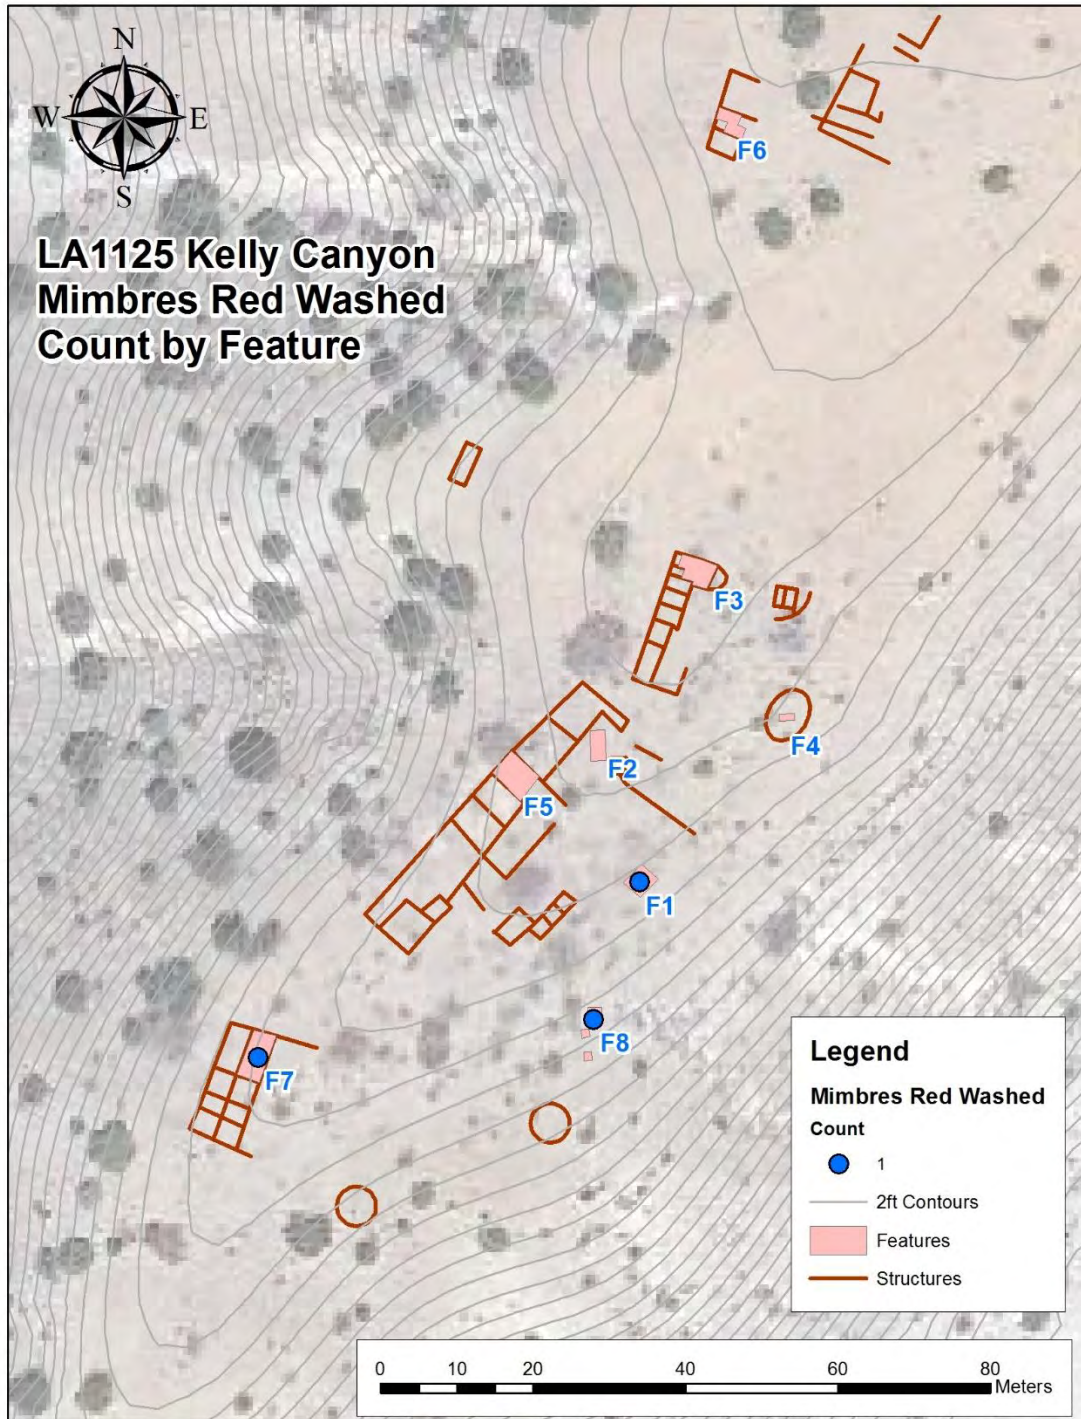 N
W
E
S
LA1125 Kelly Canyon
Mimbres Red Washed
Count by Feature
F6
F3
F4
F2
F5
F1
F8
F7
Legend
Mimbres Red Washed
Count
1
2ft Contours
Features
Structures
0 10 20 40 60 80
Meters